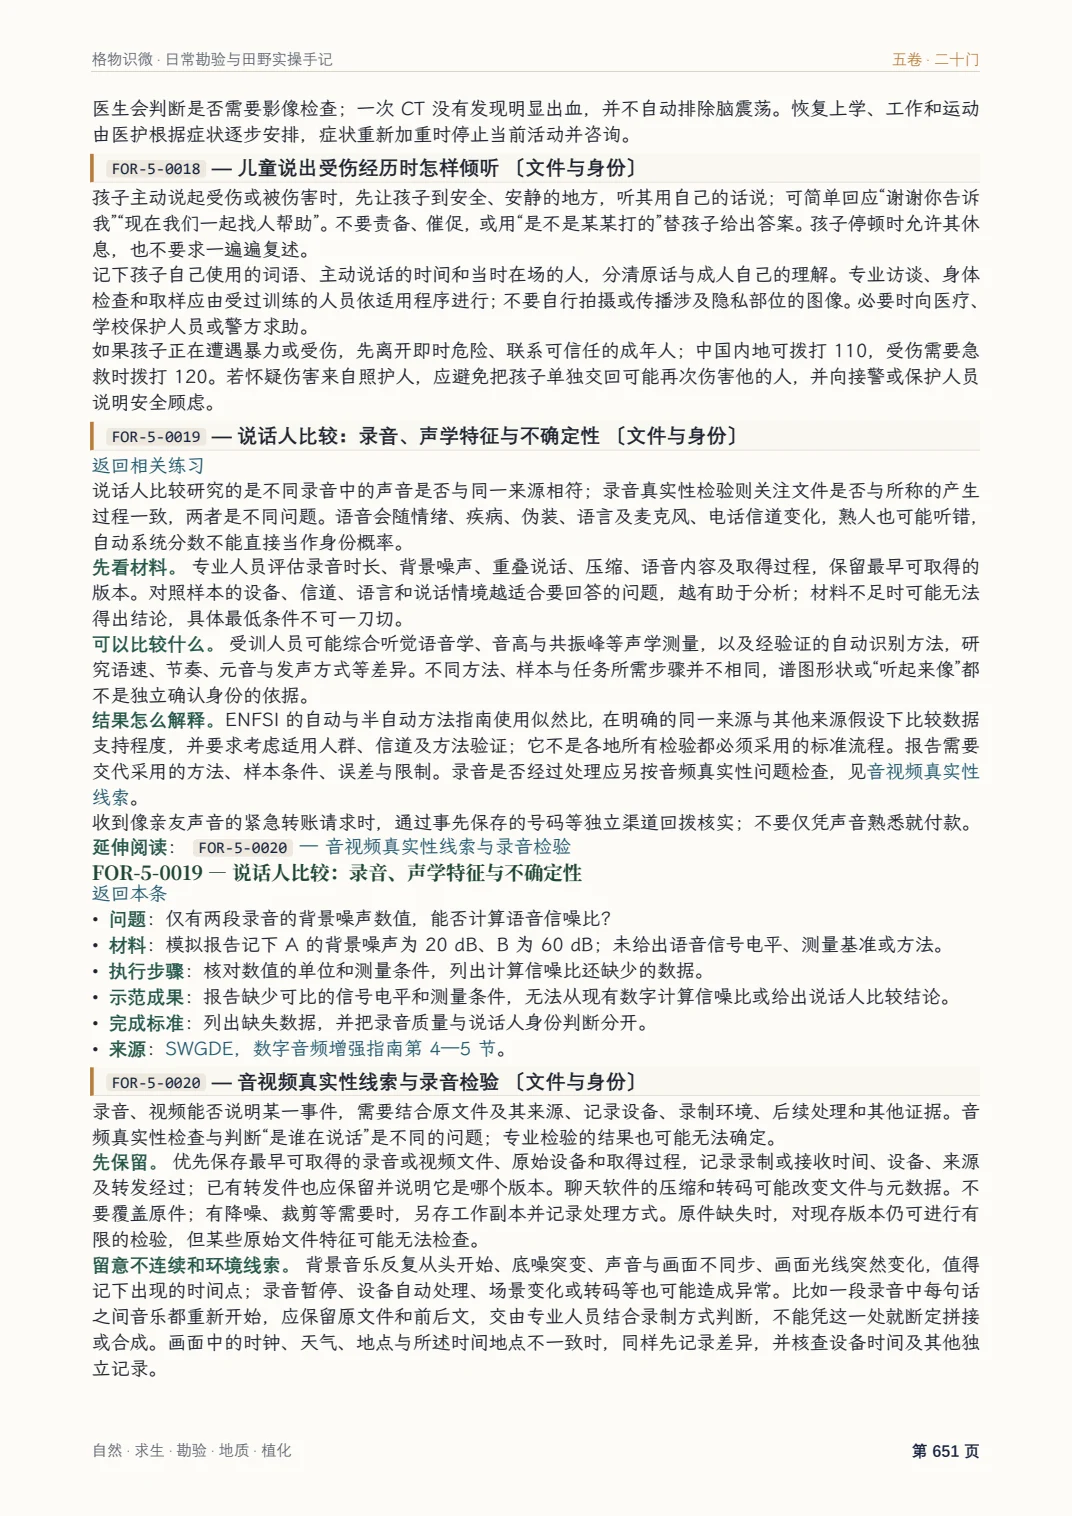 格物识微 · 日常勘验与田野实操手记
五卷 · 二十门
医生会判断是否需要影像检查；一次 CT 没有发现明显出血，并不自动排除脑震荡。恢复上学、工作和运动
由医护根据症状逐步安排，症状重新加重时停止当前活动并咨询。
FOR-5-0018 — 儿童说出受伤经历时怎样倾听 〔文件与身份〕
孩子主动说起受伤或被伤害时，先让孩子到安全、安静的地方，听其用自己的话说；可简单回应“谢谢你告诉
我”“现在我们一起找人帮助”。不要责备、催促，或用“是不是某某打的”替孩子给出答案。孩子停顿时允许其休
息，也不要求一遍遍复述。
记下孩子自己使用的词语、主动说话的时间和当时在场的人，分清原话与成人自己的理解。专业访谈、身体
检查和取样应由受过训练的人员依适用程序进行；不要自行拍摄或传播涉及隐私部位的图像。必要时向医疗、
学校保护人员或警方求助。
如果孩子正在遭遇暴力或受伤，先离开即时危险、联系可信任的成年人；中国内地可拨打 110，受伤需要急
救时拨打 120。若怀疑伤害来自照护人，应避免把孩子单独交回可能再次伤害他的人，并向接警或保护人员
说明安全顾虑。
FOR-5-0019 — 说话人比较：录音、声学特征与不确定性 〔文件与身份〕
返回相关练习
说话人比较研究的是不同录音中的声音是否与同一来源相符；录音真实性检验则关注文件是否与所称的产生
过程一致，两者是不同问题。语音会随情绪、疾病、伪装、语言及麦克风、电话信道变化，熟人也可能听错，
自动系统分数不能直接当作身份概率。
先看材料。 专业人员评估录音时长、背景噪声、重叠说话、压缩、语音内容及取得过程，保留最早可取得的
版本。对照样本的设备、信道、语言和说话情境越适合要回答的问题，越有助于分析；材料不足时可能无法
得出结论，具体最低条件不可一刀切。
可以比较什么。 受训人员可能综合听觉语音学、音高与共振峰等声学测量，以及经验证的自动识别方法，研
究语速、节奏、元音与发声方式等差异。不同方法、样本与任务所需步骤并不相同，谱图形状或“听起来像”都
不是独立确认身份的依据。
结果怎么解释。ENFSI 的自动与半自动方法指南使用似然比，在明确的同一来源与其他来源假设下比较数据
支持程度，并要求考虑适用人群、信道及方法验证；它不是各地所有检验都必须采用的标准流程。报告需要
交代采用的方法、样本条件、误差与限制。录音是否经过处理应另按音频真实性问题检查，见音视频真实性
线索。
收到像亲友声音的紧急转账请求时，通过事先保存的号码等独立渠道回拨核实；不要仅凭声音熟悉就付款。
延伸阅读： FOR-5-0020 — 音视频真实性线索与录音检验
FOR-5-0019 — 说话人比较：录音、声学特征与不确定性
返回本条
• 问题：仅有两段录音的背景噪声数值，能否计算语音信噪比？
• 材料：模拟报告记下 A 的背景噪声为 20 dB、B 为 60 dB；未给出语音信号电平、测量基准或方法。
• 执行步骤：核对数值的单位和测量条件，列出计算信噪比还缺少的数据。
• 示范成果：报告缺少可比的信号电平和测量条件，无法从现有数字计算信噪比或给出说话人比较结论。
• 完成标准：列出缺失数据，并把录音质量与说话人身份判断分开。
• 来源：SWGDE，数字音频增强指南第 4—5 节。
FOR-5-0020 — 音视频真实性线索与录音检验 〔文件与身份〕
录音、视频能否说明某一事件，需要结合原文件及其来源、记录设备、录制环境、后续处理和其他证据。音
频真实性检查与判断“是谁在说话”是不同的问题；专业检验的结果也可能无法确定。
先保留。 优先保存最早可取得的录音或视频文件、原始设备和取得过程，记录录制或接收时间、设备、来源
及转发经过；已有转发件也应保留并说明它是哪个版本。聊天软件的压缩和转码可能改变文件与元数据。不
要覆盖原件；有降噪、裁剪等需要时，另存工作副本并记录处理方式。原件缺失时，对现存版本仍可进行有
限的检验，但某些原始文件特征可能无法检查。
留意不连续和环境线索。 背景音乐反复从头开始、底噪突变、声音与画面不同步、画面光线突然变化，值得
记下出现的时间点；录音暂停、设备自动处理、场景变化或转码等也可能造成异常。比如一段录音中每句话
之间音乐都重新开始，应保留原文件和前后文，交由专业人员结合录制方式判断，不能凭这一处就断定拼接
或合成。画面中的时钟、天气、地点与所述时间地点不一致时，同样先记录差异，并核查设备时间及其他独
立记录。
自然 · 求生 · 勘验 · 地质 · 植化
第 651 页